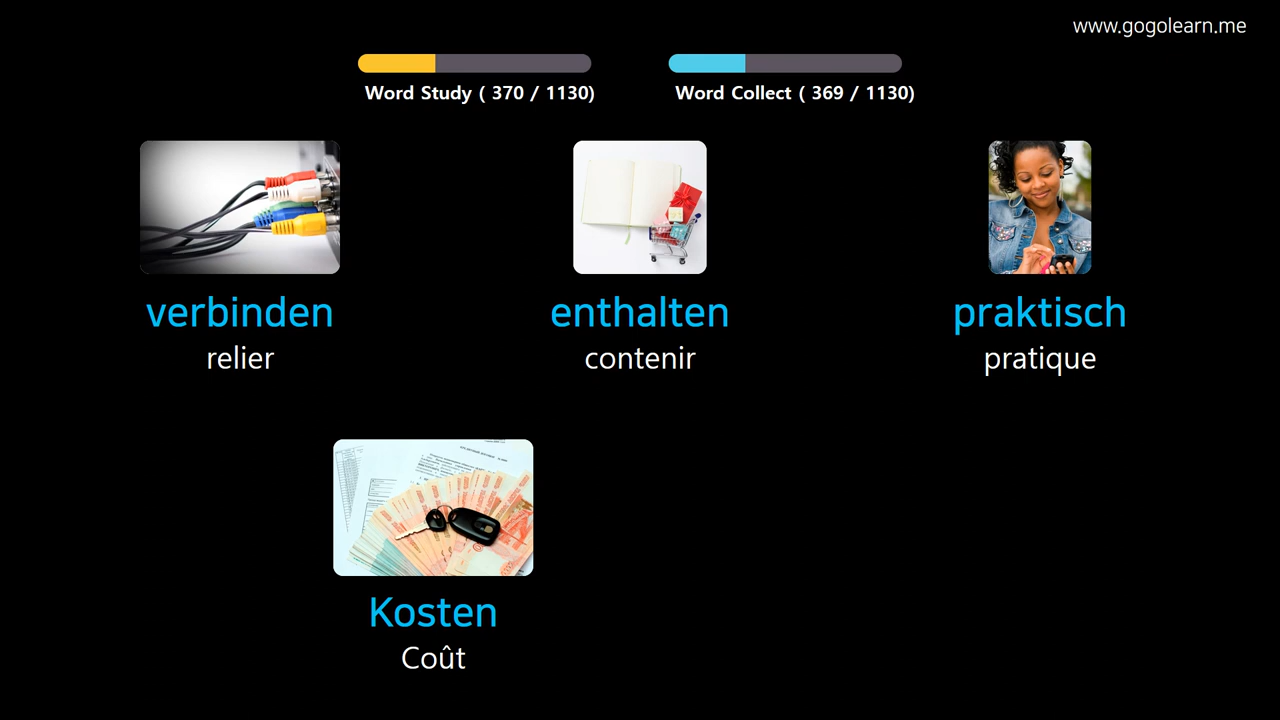 www.gogolearn.me
Word Study ( 370 / 1130)
Word Collect ( 369 / 1130)
verbinden
relier
enthalten
contenir
praktisch
pratique
Kosten
Coût